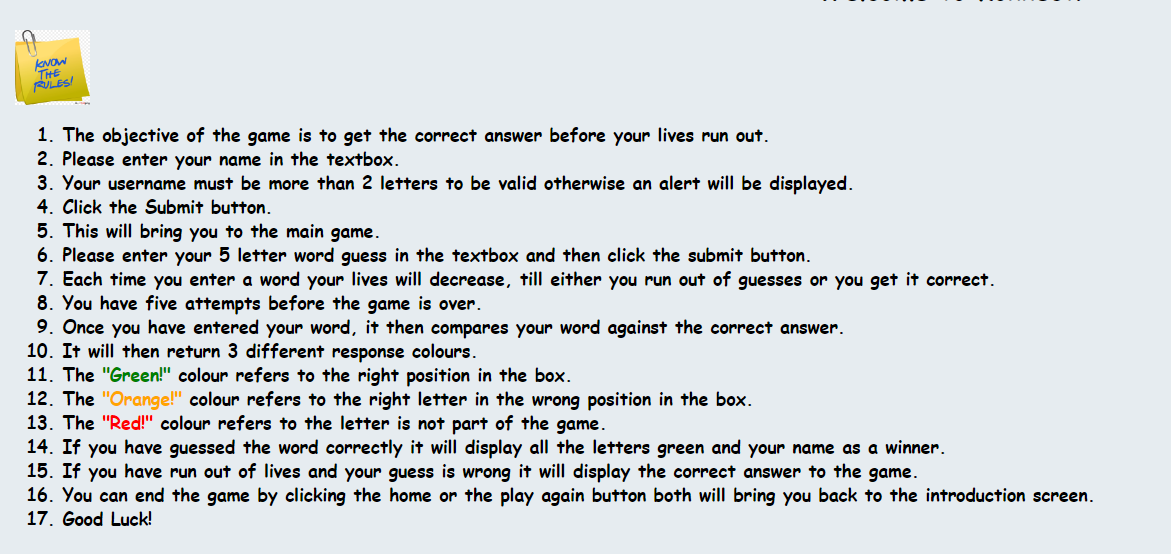 KNOW
THE
RULES!
1. The objective of the game is to get the correct answer before your lives run out.
2. Please enter your name in the textbox.
3. Your username must be more than 2 letters to be valid otherwise an alert will be displayed.
4. Click the Submit button.
5. This will bring you to the main game.
6. Please enter your 5 letter word guess in the textbox and then click the submit button.
7. Each time you enter a word your lives will decrease, till either you run out of guesses or you get it correct.
8. You have five attempts before the game is over.
9. Once you have entered your word, it then compares your word against the correct answer.
10. It will then return 3 different response colours.
11. The "Green!" colour refers to the right position in the box.
12. The "Orange!" colour refers to the right letter in the wrong position in the box.
13. The "Red!" colour refers to the letter is not part of the game.
14. If you have guessed the word correctly it will display all the letters green and your name as a winner.
15. If you have run out of lives and your guess is wrong it will display the correct answer to the game.
16. You can end the game by clicking the home or the play again button both will bring you back to the introduction screen.
17. Good Luck!